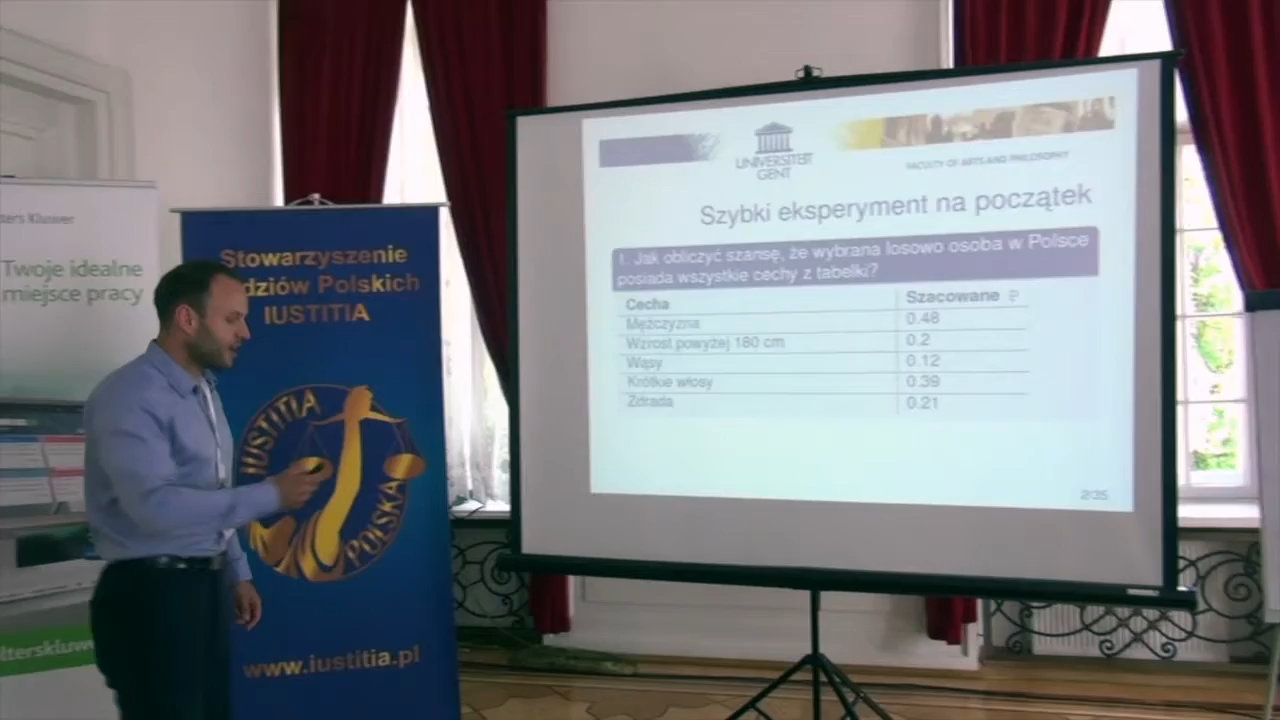 ters Kluwer
Twoje idealne
miejsce pracy
lterskluwe
Stowarzyszenie
dziów Polskich
IUSTITIA
IUSTITIA
POLSKA
www.iustitia.pl
UNIVERSITEIT
GENT
FACULTY OF ARTS AND PHILOSOPHY
Szybki eksperyment na początek
1. Jak obliczyć szansę, że wybrana losowo osoba w Polsce
posiada wszystkie cechy z tabelki?
Cecha Szacowane P
Mężczyzna 0.48
Wzrost powyżej 180 cm 0.2
Wąsy 0.12
Krótkie włosy 0.39
Zdrada 0.21
2/35